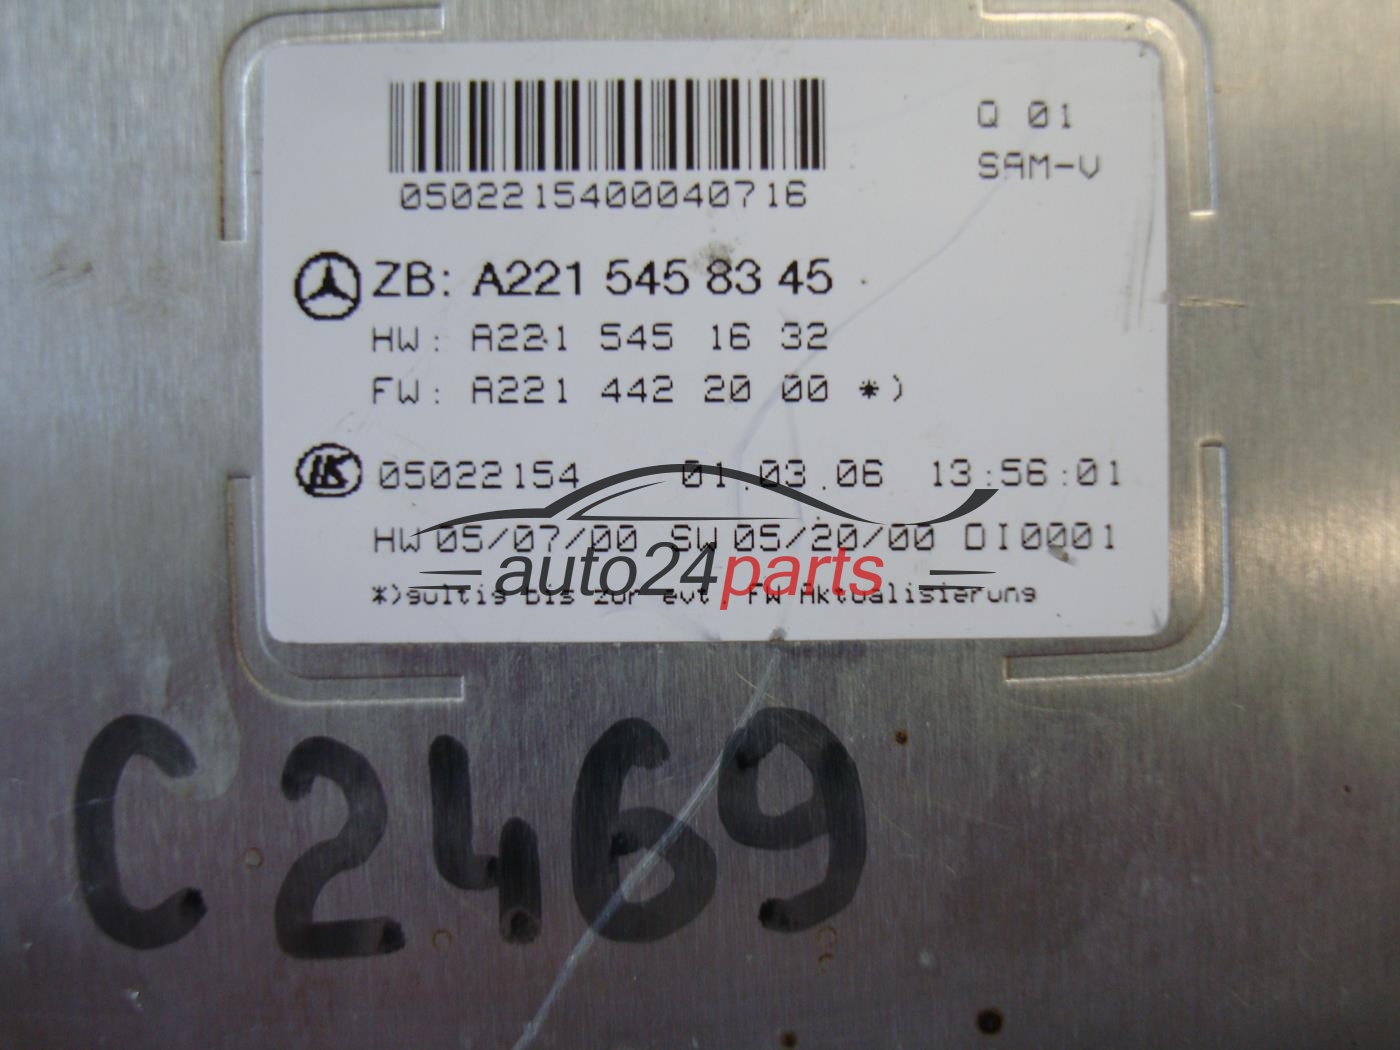 Q 01
SAM-V
0502215400040716
ZB: A221 545 83 45
HW: A221 545 16 32
FW: A221 442 20 00 *)
HK 05022154 01.03.06 13:56:01
HW 05/07/00 SW 05/20/00 DI0001
auto24parts
*)gultig bis zur evt. FW Aktualisierung
C2469